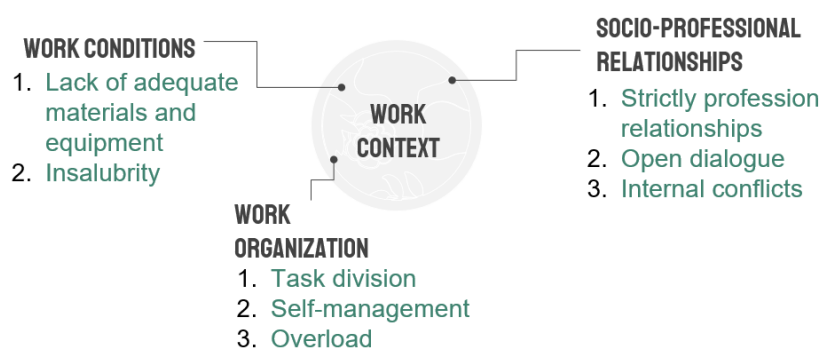 WORK CONDITIONS
1. Lack of adequate
materials and
equipment
2. Insalubrity
WORK
CONTEXT
SOCIO-PROFESSIONAL
RELATIONSHIPS
1. Strictly profession
relationships
2. Open dialogue
3. Internal conflicts
WORK
ORGANIZATION
1. Task division
2. Self-management
3. Overload